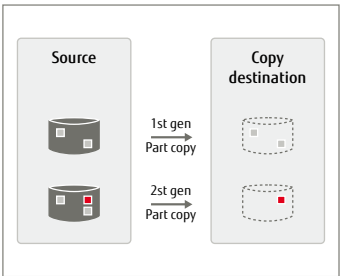 Source
Copy
destination
1st gen
Part copy
2st gen
Part copy